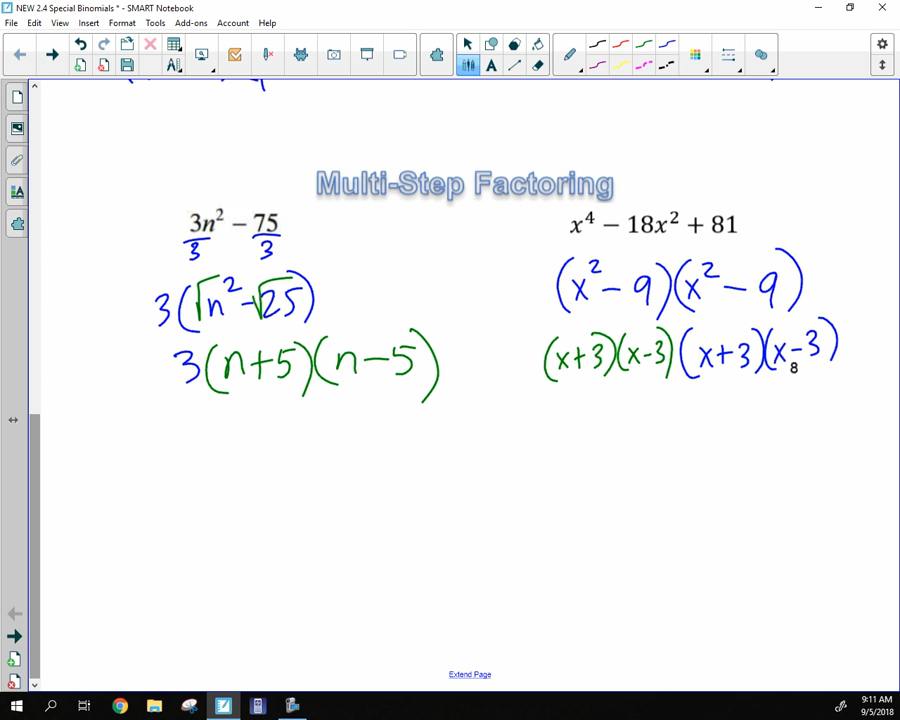 NEW 2.4 Special Binomials * - SMART Notebook
File Edit View Insert Format Tools Add-ons Account Help
Multi-Step Factoring
3n² − 75
3 3
3(√n² − √25)
3(n+5)(n−5)
x⁴ − 18x² + 81
(x² − 9)(x² − 9)
(x+3)(x−3)(x+3)(x−3)
Extend Page
9:11 AM
9/5/2018